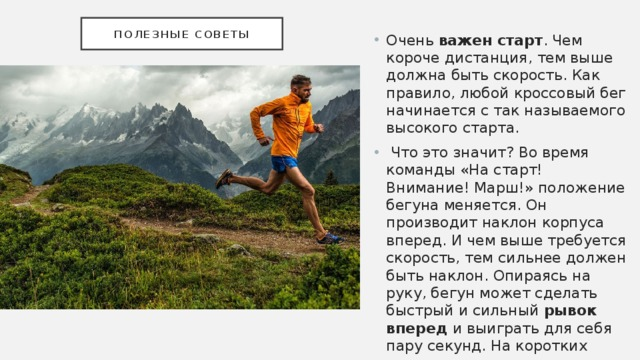 ПОЛЕЗНЫЕ СОВЕТЫ
• Очень важен старт. Чем
короче дистанция, тем выше
должна быть скорость. Как
правило, любой кроссовый бег
начинается с так называемого
высокого старта.
• Что это значит? Во время
команды «На старт!
Внимание! Марш!» положение
бегуна меняется. Он
производит наклон корпуса
вперед. И чем выше требуется
скорость, тем сильнее должен
быть наклон. Опираясь на
руку, бегун может сделать
быстрый и сильный рывок
вперед и выиграть для себя
пару секунд. На коротких